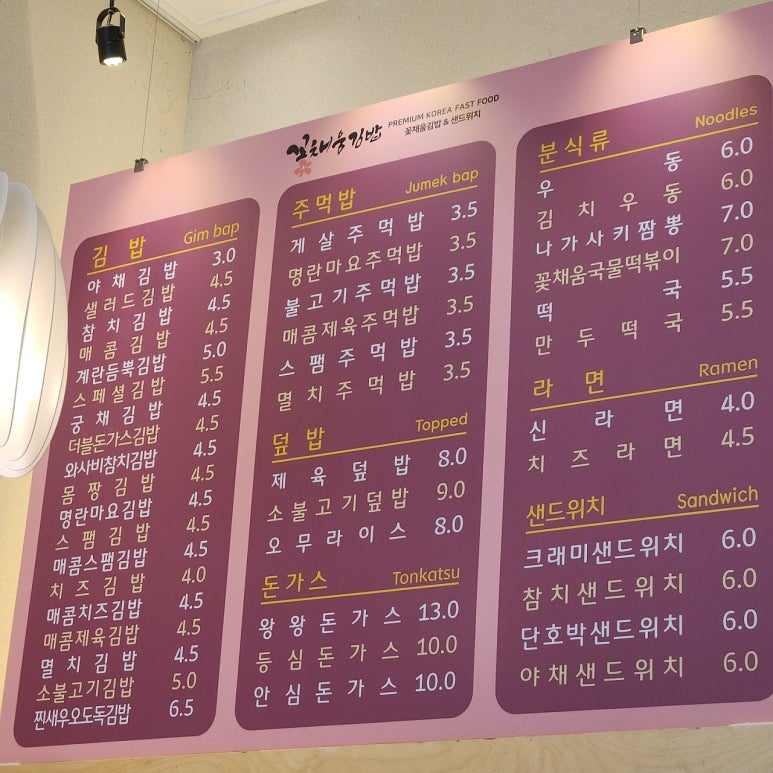 꽃채움김밥
PREMIUM KOREA FAST FOOD
꽃채움김밥 & 샌드위치
김밥 Gim bap
야채김밥 3.0
샐러드김밥 4.5
참치김밥 4.5
매콤김밥 4.5
계란듬뿍김밥 5.0
스페셜김밥 5.5
궁채김밥 4.5
더블돈가스김밥 4.5
와사비참치김밥 4.5
몸짱김밥 4.5
명란마요김밥 4.5
스팸김밥 4.5
매콤스팸김밥 4.5
치즈김밥 4.0
매콤치즈김밥 4.5
매콤제육김밥 4.5
멸치김밥 4.5
소불고기김밥 5.0
찐새우오도독김밥 6.5
주먹밥 Jumek bap
게살주먹밥 3.5
명란마요주먹밥 3.5
불고기주먹밥 3.5
매콤제육주먹밥 3.5
스팸주먹밥 3.5
멸치주먹밥 3.5
덮밥 Topped
제육덮밥 8.0
소불고기덮밥 9.0
오무라이스 8.0
돈가스 Tonkatsu
왕왕돈가스 13.0
등심돈가스 10.0
안심돈가스 10.0
분식류 Noodles
우동 6.0
김치우동 6.0
나가사키짬뽕 7.0
꽃채움국물떡볶이 7.0
떡국 5.5
만두떡국 5.5
라면 Ramen
신라면 4.0
치즈라면 4.5
샌드위치 Sandwich
크래미샌드위치 6.0
참치샌드위치 6.0
단호박샌드위치 6.0
야채샌드위치 6.0